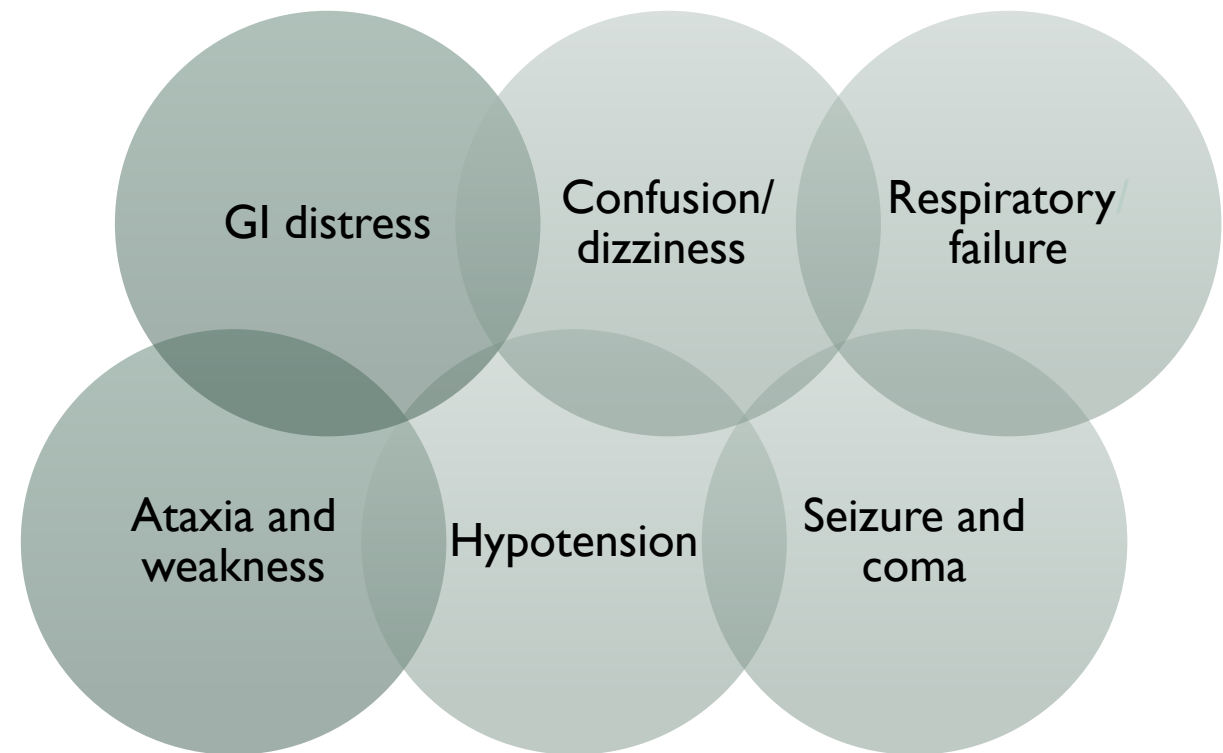 GI distress
Confusion/
dizziness
Respiratory/
failure
Ataxia and
weakness
Hypotension
Seizure and
coma